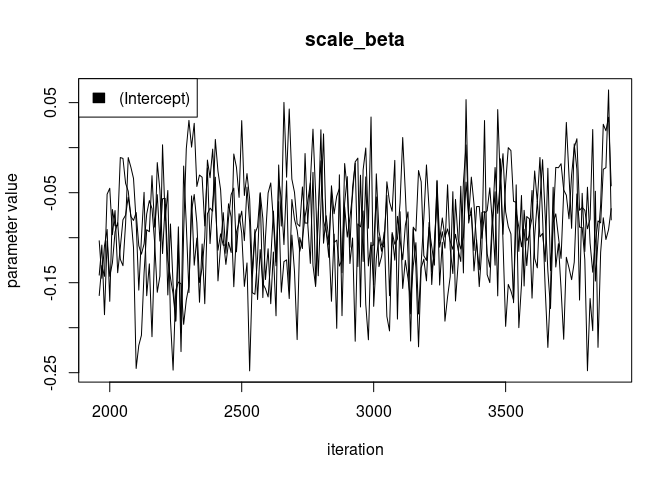 scale_beta
(Intercept)
parameter value
0.05
-0.05
-0.15
-0.25
2000
2500
3000
3500
iteration